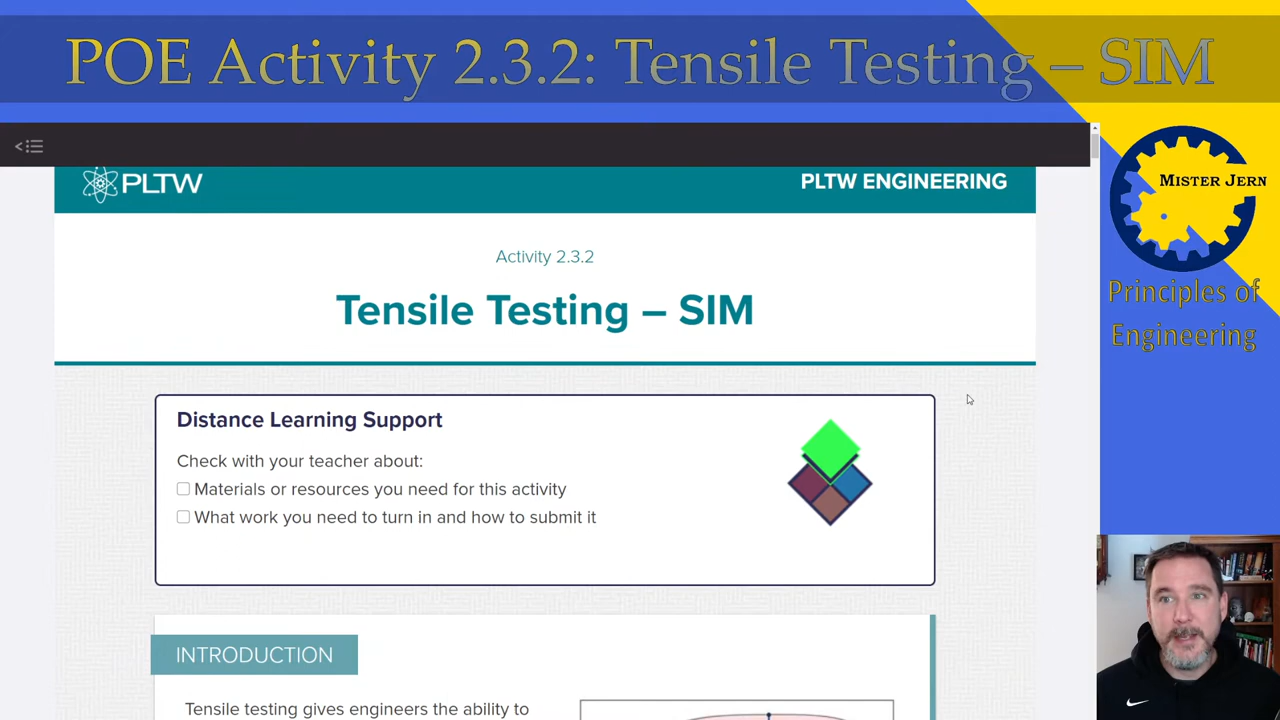 POE Activity 2.3.2: Tensile Testing – SIM
PLTW
PLTW ENGINEERING
MISTER JERN
Principles of
Engineering
Activity 2.3.2
Tensile Testing – SIM
Distance Learning Support
Check with your teacher about:
Materials or resources you need for this activity
What work you need to turn in and how to submit it
INTRODUCTION
Tensile testing gives engineers the ability to